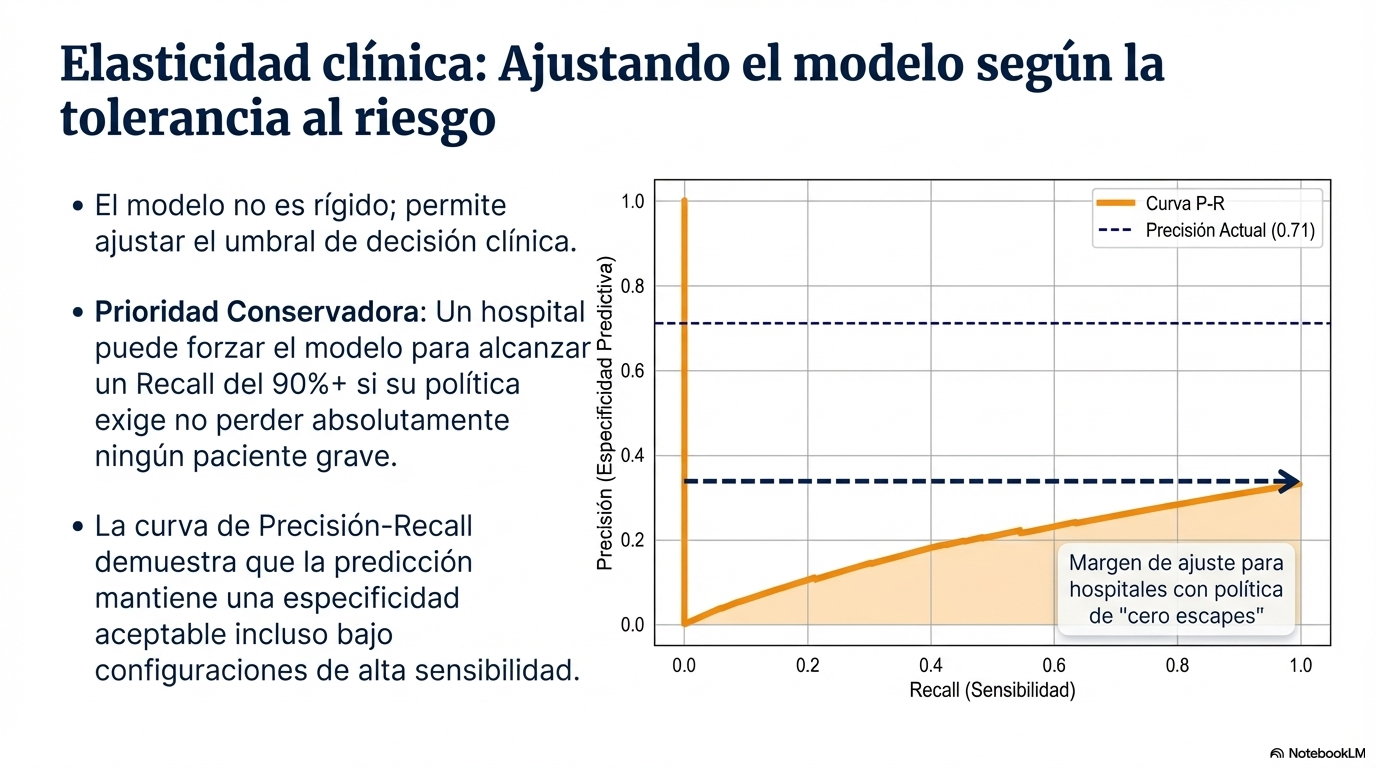 Elasticidad clínica: Ajustando el modelo según la
tolerancia al riesgo
• El modelo no es rígido; permite
ajustar el umbral de decisión clínica.
• Prioridad Conservadora: Un hospital
puede forzar el modelo para alcanzar
un Recall del 90%+ si su política
exige no perder absolutamente
ningún paciente grave.
• La curva de Precisión-Recall
demuestra que la predicción
mantiene una especificidad
aceptable incluso bajo
configuraciones de alta sensibilidad.
Precisión (Especificidad Predictiva)
1.0
0.8
0.6
0.4
0.2
0.0
Curva P-R
Precisión Actual (0.71)
Margen de ajuste para
hospitales con política
de "cero escapes"
0.0 0.2 0.4 0.6 0.8 1.0
Recall (Sensibilidad)
NotebookLM